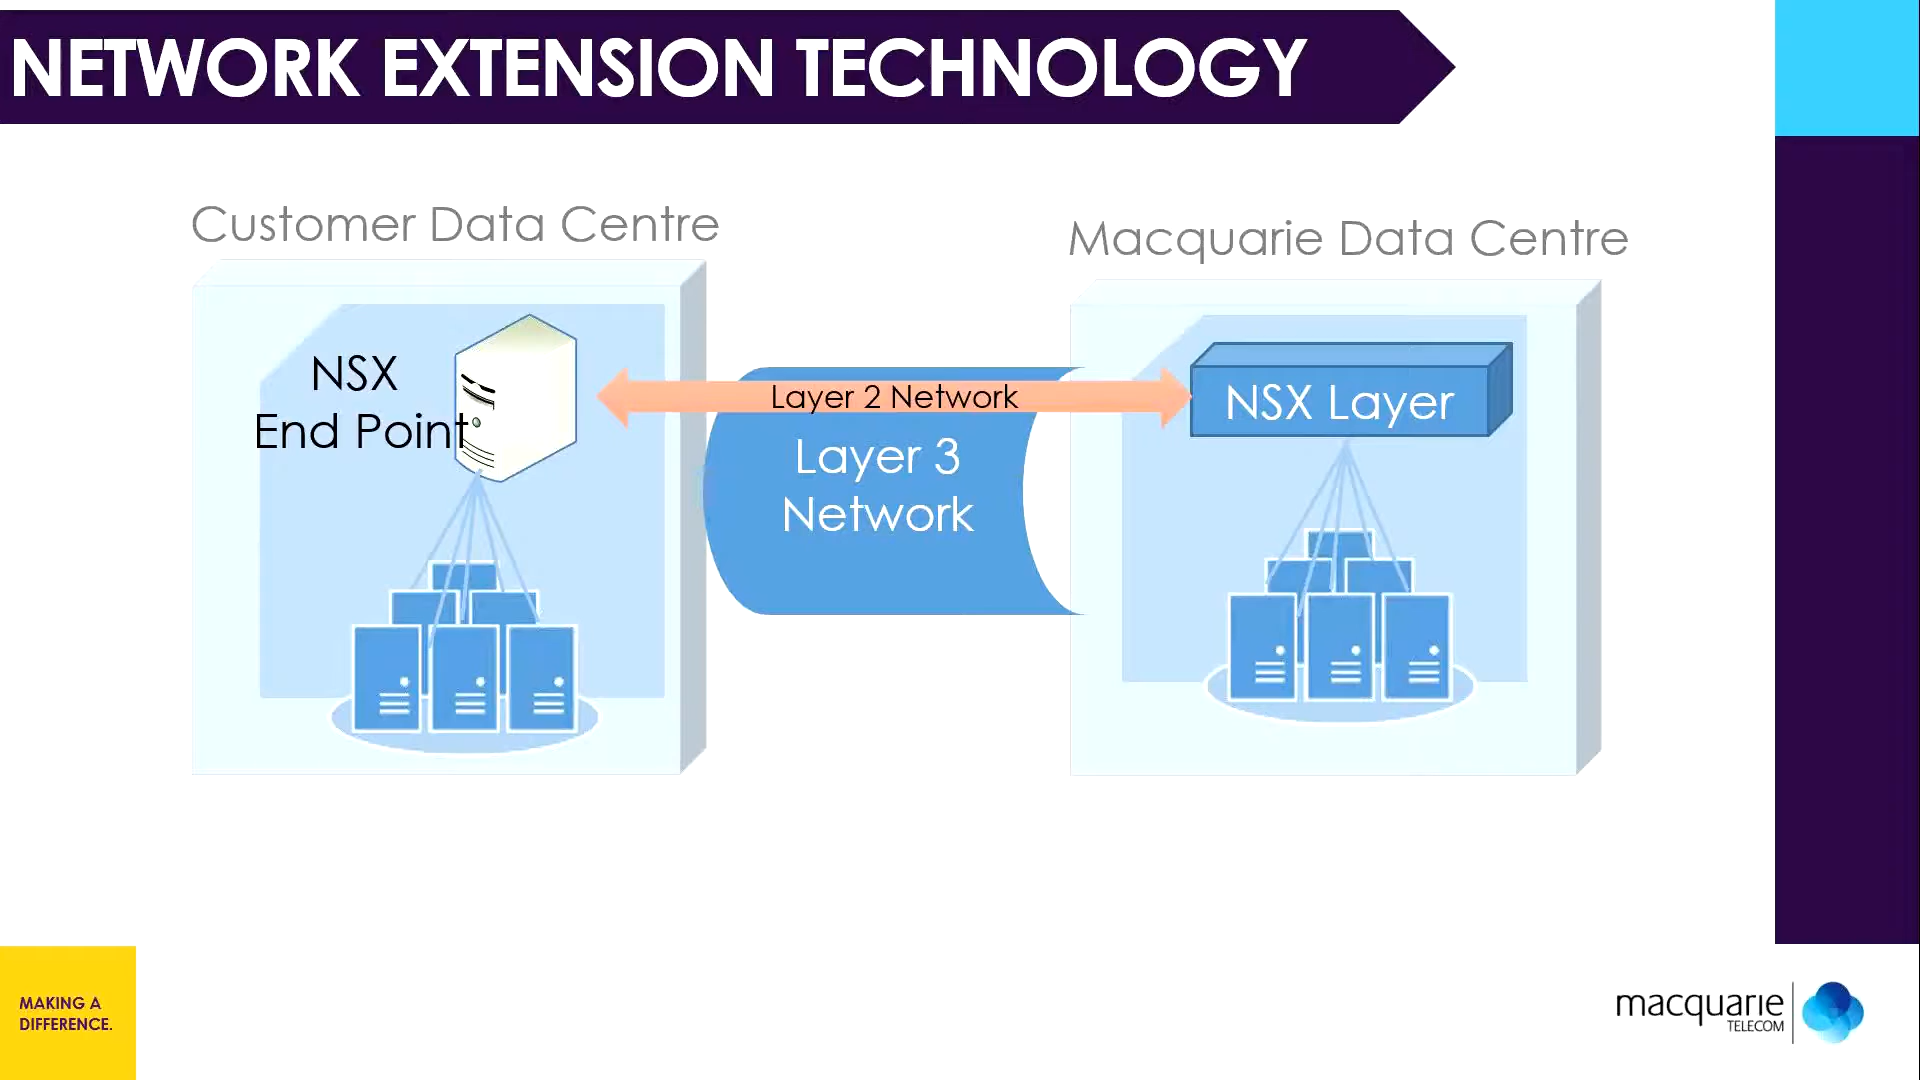 NETWORK EXTENSION TECHNOLOGY
Customer Data Centre
Macquarie Data Centre
NSX
End Point
Layer 2 Network
Layer 3
Network
NSX Layer
MAKING A
DIFFERENCE.
macquarie
TELECOM